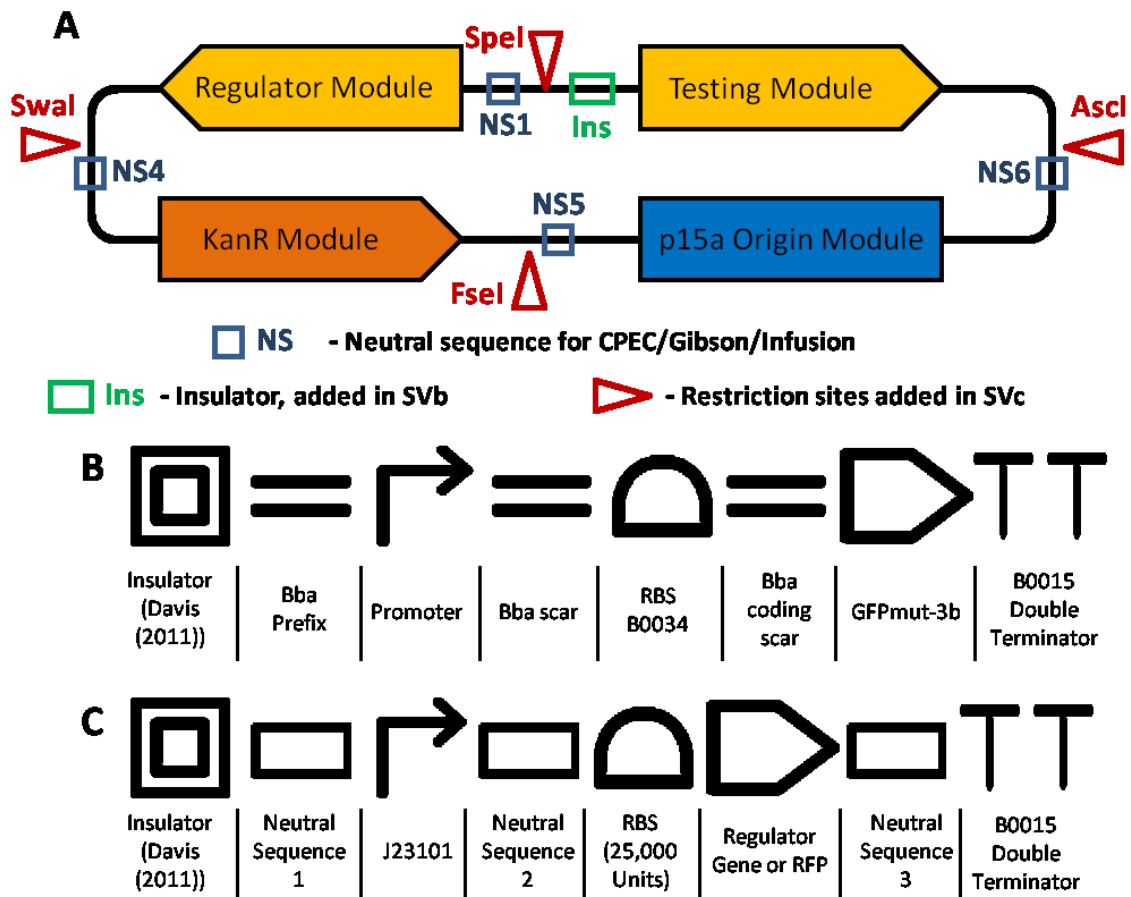 A
SpeI
Regulator Module
Testing Module
SwaI
AscI
NS1
Ins
NS4
NS6
NS5
KanR Module
p15a Origin Module
FseI
NS - Neutral sequence for CPEC/Gibson/Infusion
Ins - Insulator, added in SVb
- Restriction sites added in SVc
B
Insulator
(Davis
(2011))
Bba
Prefix
Promoter
Bba scar
RBS
B0034
Bba
coding
scar
GFPmut-3b
B0015
Double
Terminator
C
Insulator
(Davis
(2011))
Neutral
Sequence
1
J23101
Neutral
Sequence
2
RBS
(25,000
Units)
Regulator
Gene or RFP
Neutral
Sequence
3
B0015
Double
Terminator